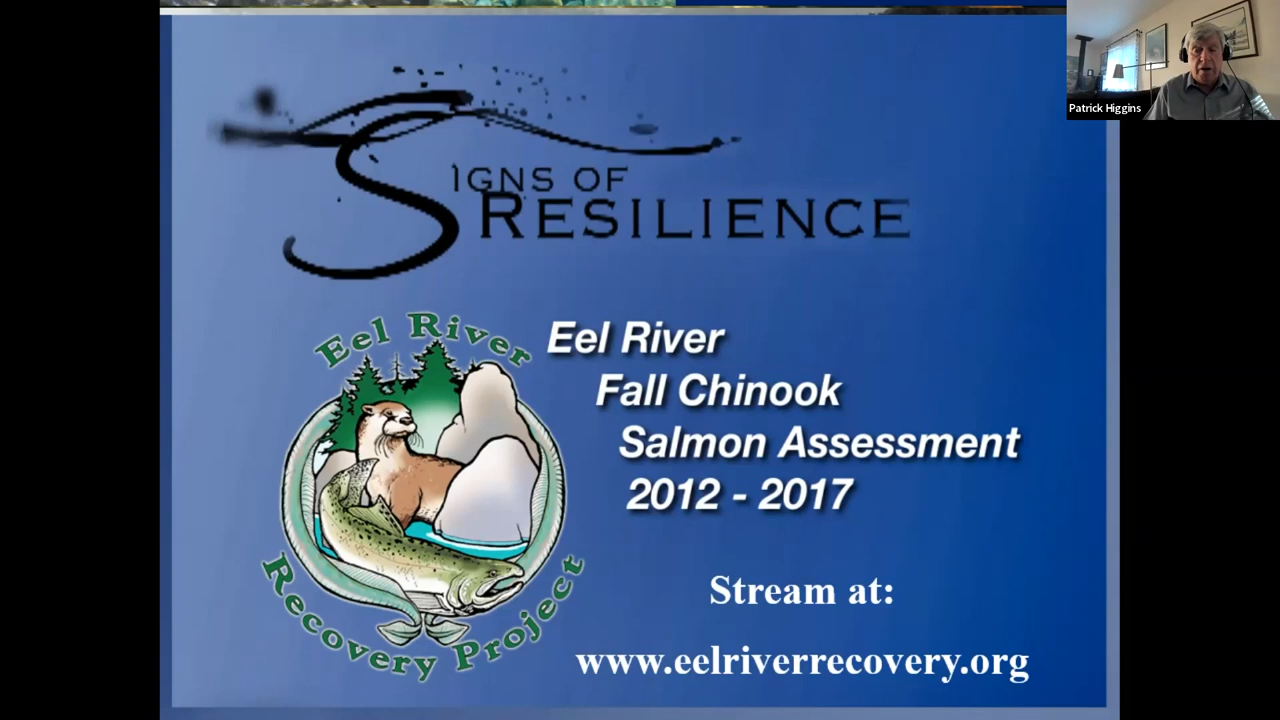 SIGNS OF
RESILIENCE
Eel River
Recovery Project
Eel River
Fall Chinook
Salmon Assessment
2012 - 2017
Stream at:
www.eelriverrecovery.org
Patrick Higgins